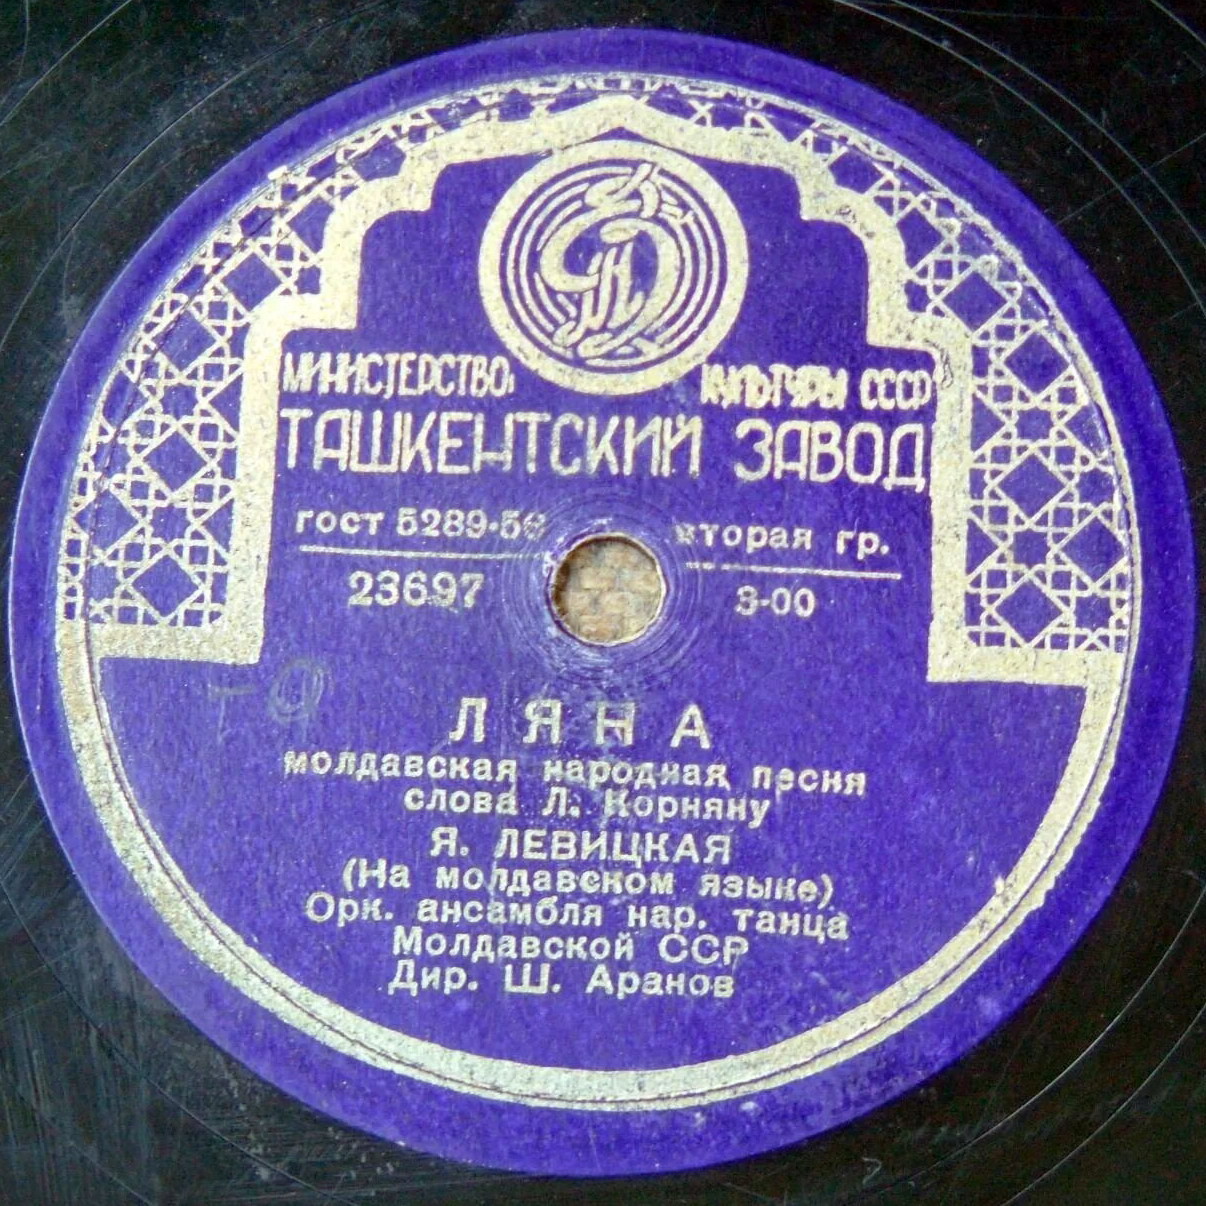 МИНИСТЕРСТВО КУЛЬТУРЫ СССР
ТАШКЕНТСКИЙ ЗАВОД
гост 5289-56 вторая гр.
23697 3-00
ЛЯНА
молдавская народная песня
слова Л. Корняну
Я. ЛЕВИЦКАЯ
(На молдавском языке)
Орк. ансамбля нар. танца
Молдавской ССР
Дир. Ш. Аранов